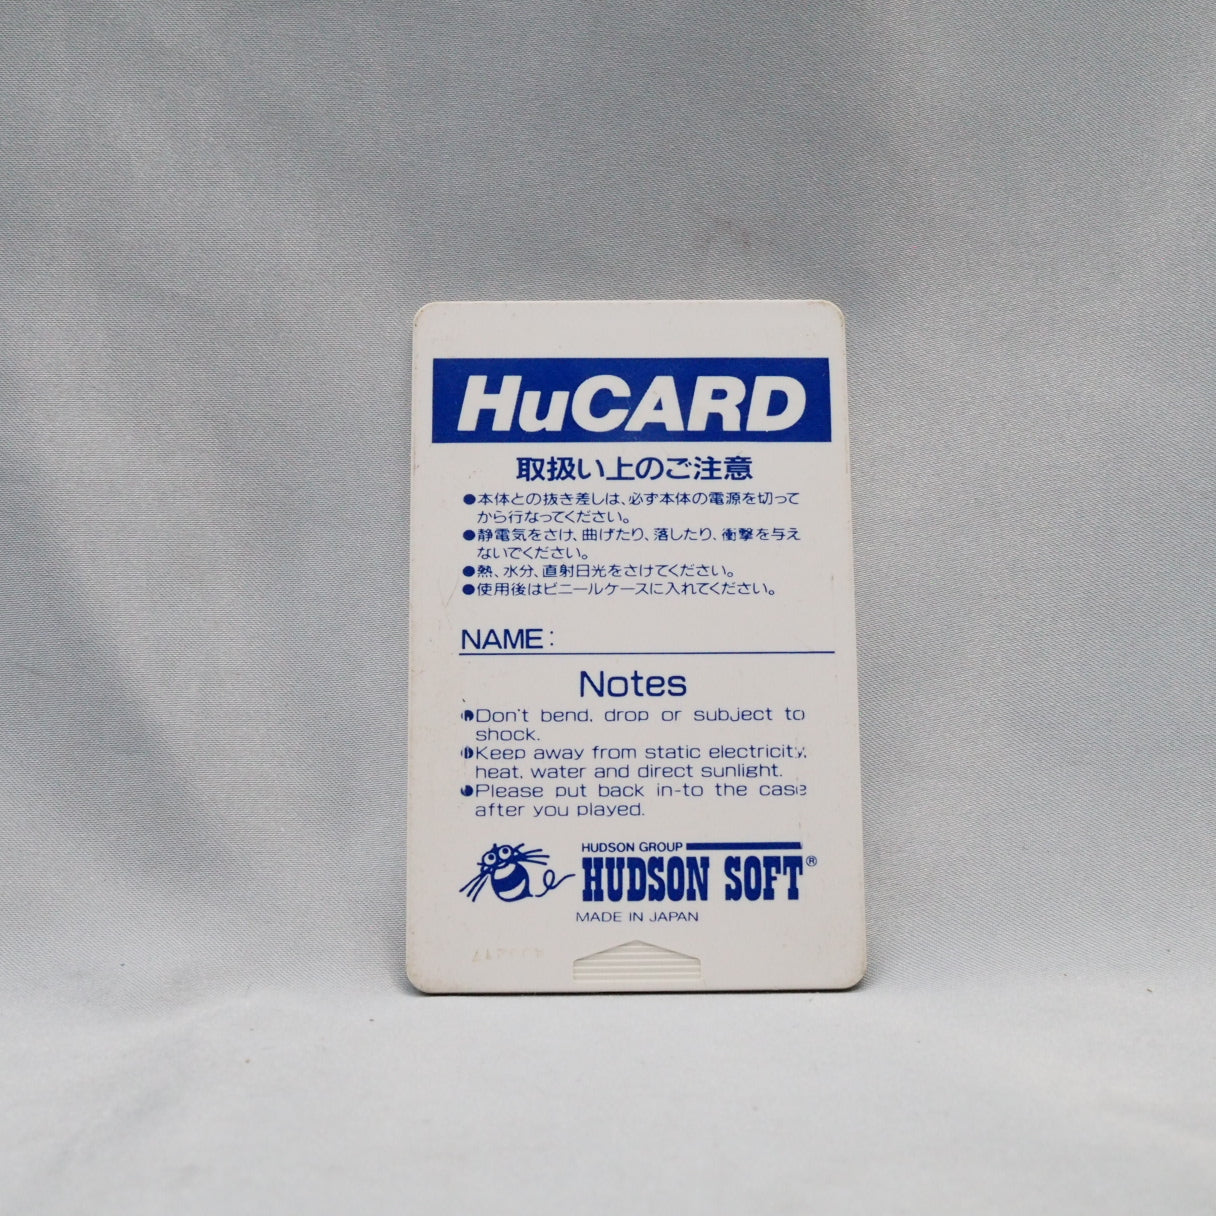 HuCARD
取扱い上のご注意
●本体との抜き差しは、必ず本体の電源を切って
から行なってください。
●静電気をさけ、曲げたり、落したり、衝撃を与え
ないでください。
●熱、水分、直射日光をさけてください。
●使用後はビニールケースに入れてください。
NAME:
Notes
●Don't bend, drop or subject to
shock.
●Keep away from static electricity,
heat, water and direct sunlight.
●Please put back in-to the case
after you played.
HUDSON GROUP
HUDSON SOFT®
MADE IN JAPAN